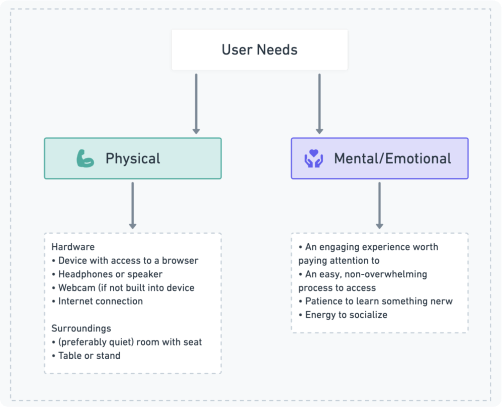 User Needs
Physical
Mental/Emotional
Hardware
• Device with access to a browser
• Headphones or speaker
• Webcam (if not built into device
• Internet connection
Surroundings
• (preferably quiet) room with seat
• Table or stand
• An engaging experience worth
paying attention to
• An easy, non-overwhelming
process to access
• Patience to learn something nerw
• Energy to socialize